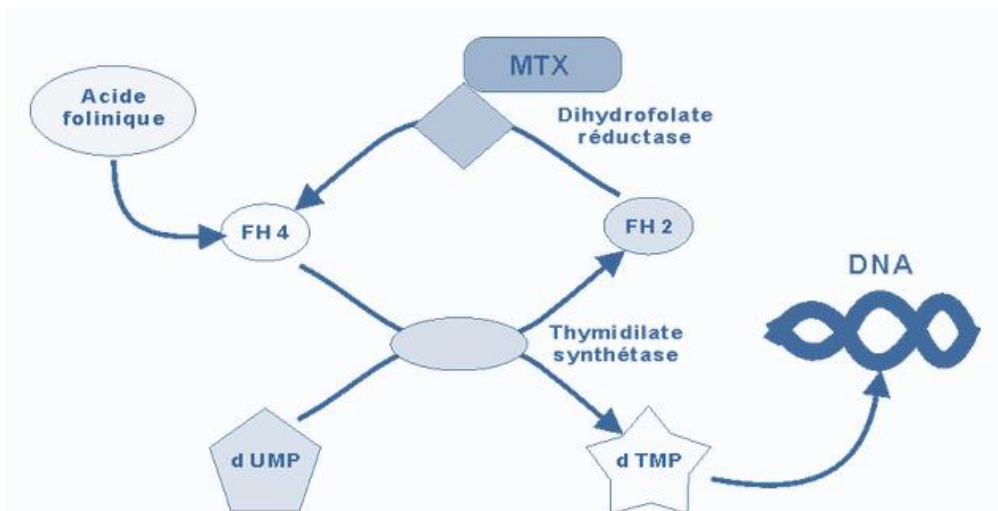 MTX
Acide
folinique
Dihydrofolate
réductase
FH 4
FH 2
DNA
Thymidilate
synthétase
d UMP
d TMP